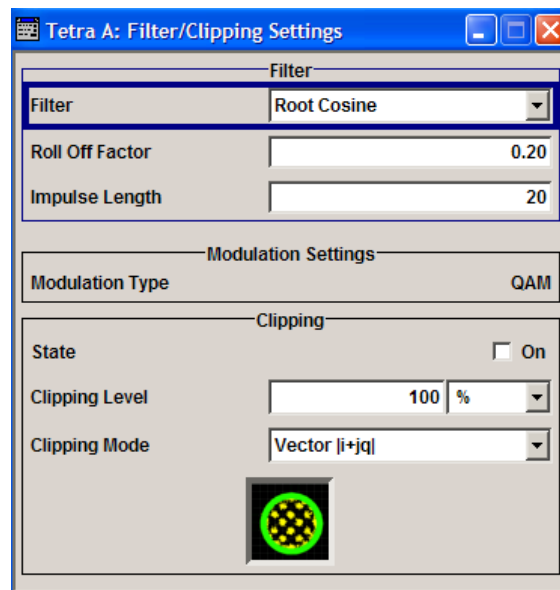 Tetra A: Filter/Clipping Settings
Filter
Filter Root Cosine
Roll Off Factor 0.20
Impulse Length 20
Modulation Settings
Modulation Type QAM
Clipping
State On
Clipping Level 100 %
Clipping Mode Vector |i+jq|